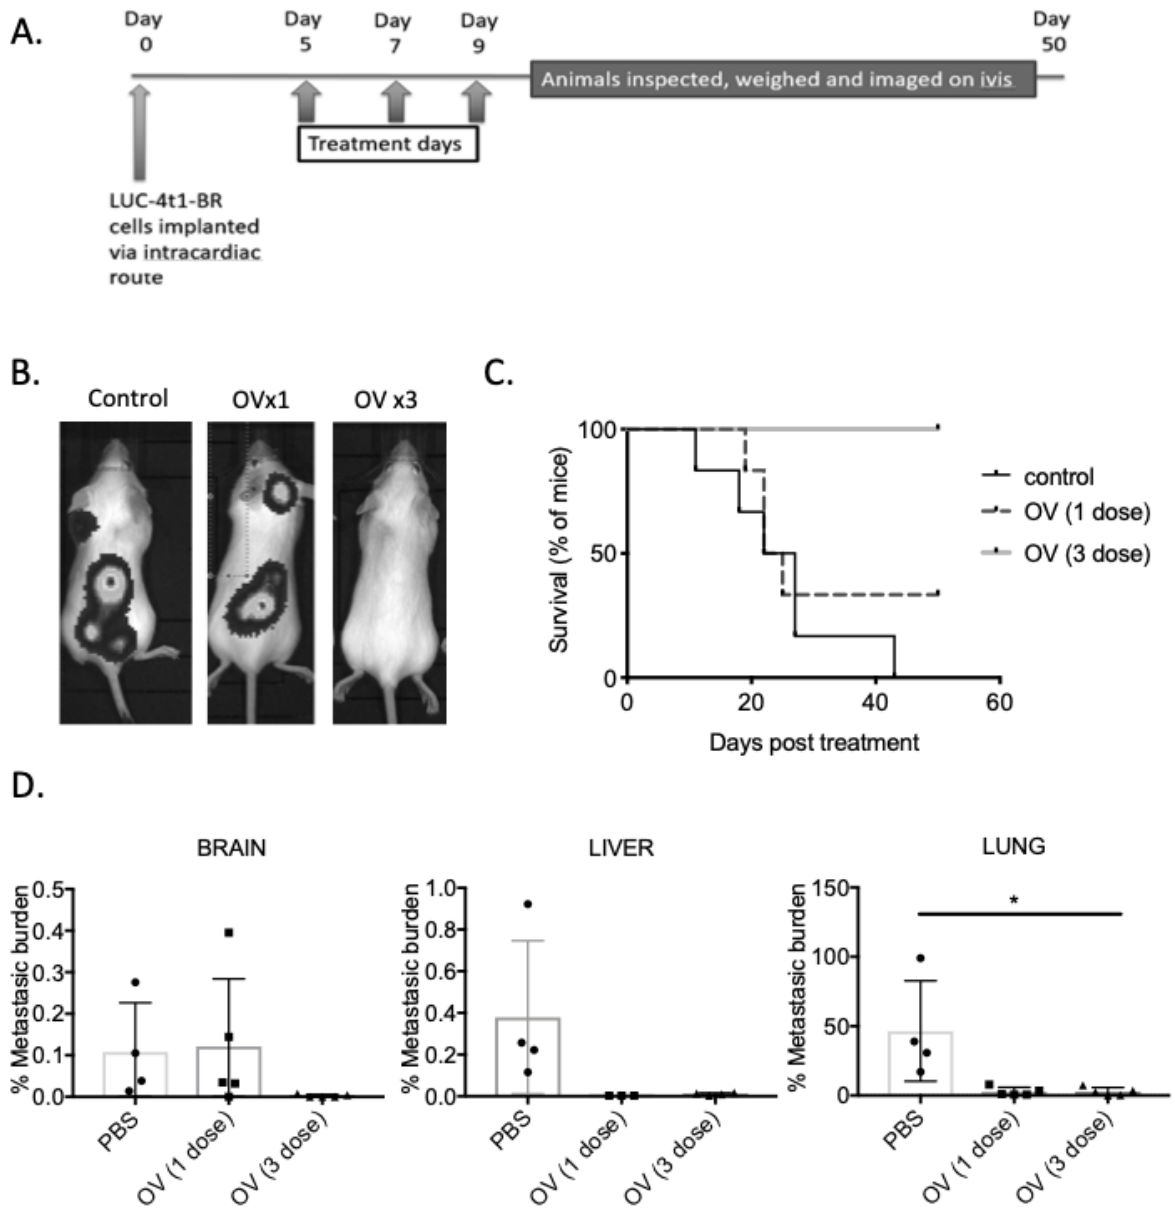 A.
Day
0
Day
5
Day
7
Day
9
Day
50
Animals inspected, weighed and imaged on ivis
Treatment days
LUC-4t1-BR
cells implanted
via intracardiac
route
B.
Control
OVx1
OV x3
C.
100
50
0
Survival (% of mice)
0
20
40
60
Days post treatment
control
OV (1 dose)
OV (3 dose)
D.
BRAIN
% Metastasic burden
0.5
0.4
0.3
0.2
0.1
0.0
PBS
OV (1 dose)
OV (3 dose)
LIVER
% Metastasic burden
1.0
0.8
0.6
0.4
0.2
0.0
PBS
OV (1 dose)
OV (3 dose)
LUNG
% Metastasic burden
150
100
50
0
*
PBS
OV (1 dose)
OV (3 dose)